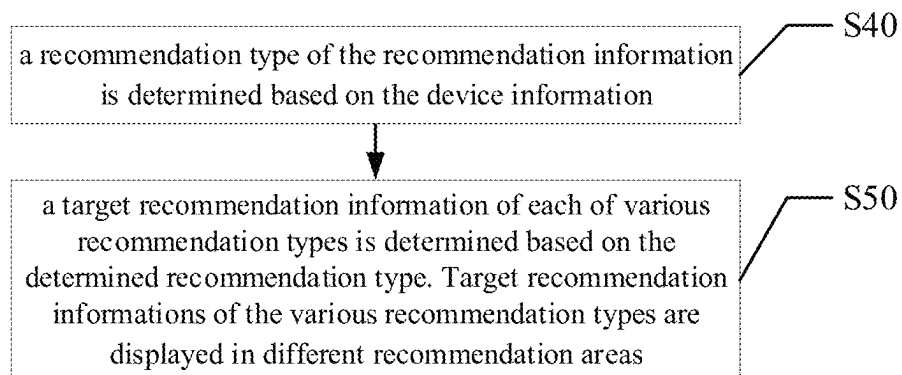 S40
a recommendation type of the recommendation information
is determined based on the device information
S50
a target recommendation information of each of various
recommendation types is determined based on the
determined recommendation type. Target recommendation
informations of the various recommendation types are
displayed in different recommendation areas